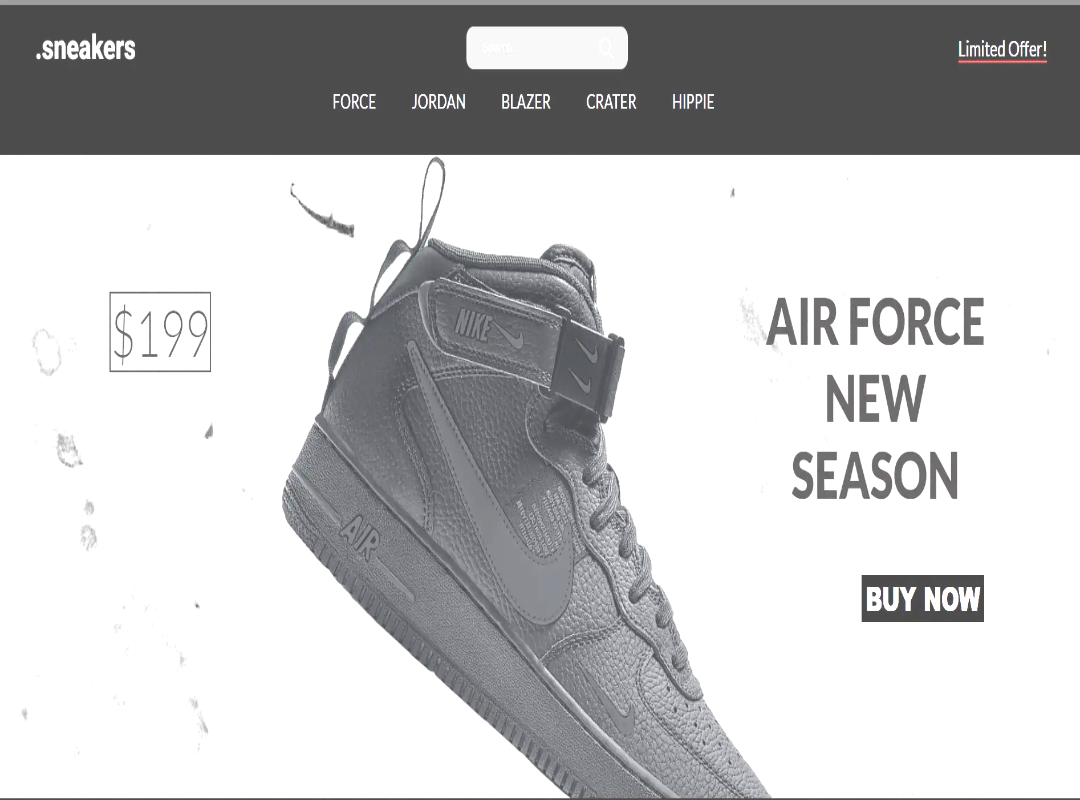 .sneakers
Search...
Limited Offer!
FORCE JORDAN BLAZER CRATER HIPPIE
$199
NIKE
AIR
AIR FORCE
NEW
SEASON
BUY NOW